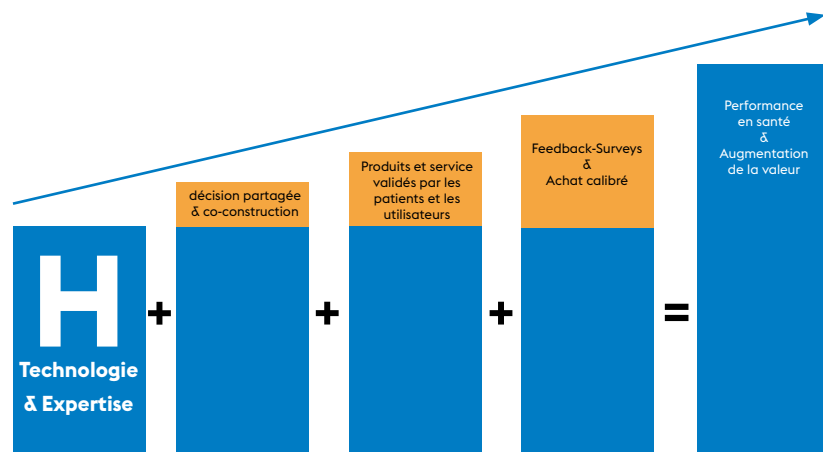 H
Technologie
& Expertise
+
décision partagée
& co-construction
+
Produits et service
validés par les
patients et les
utilisateurs
+
Feedback-Surveys
&
Achat calibré
=
Performance
en santé
&
Augmentation
de la valeur